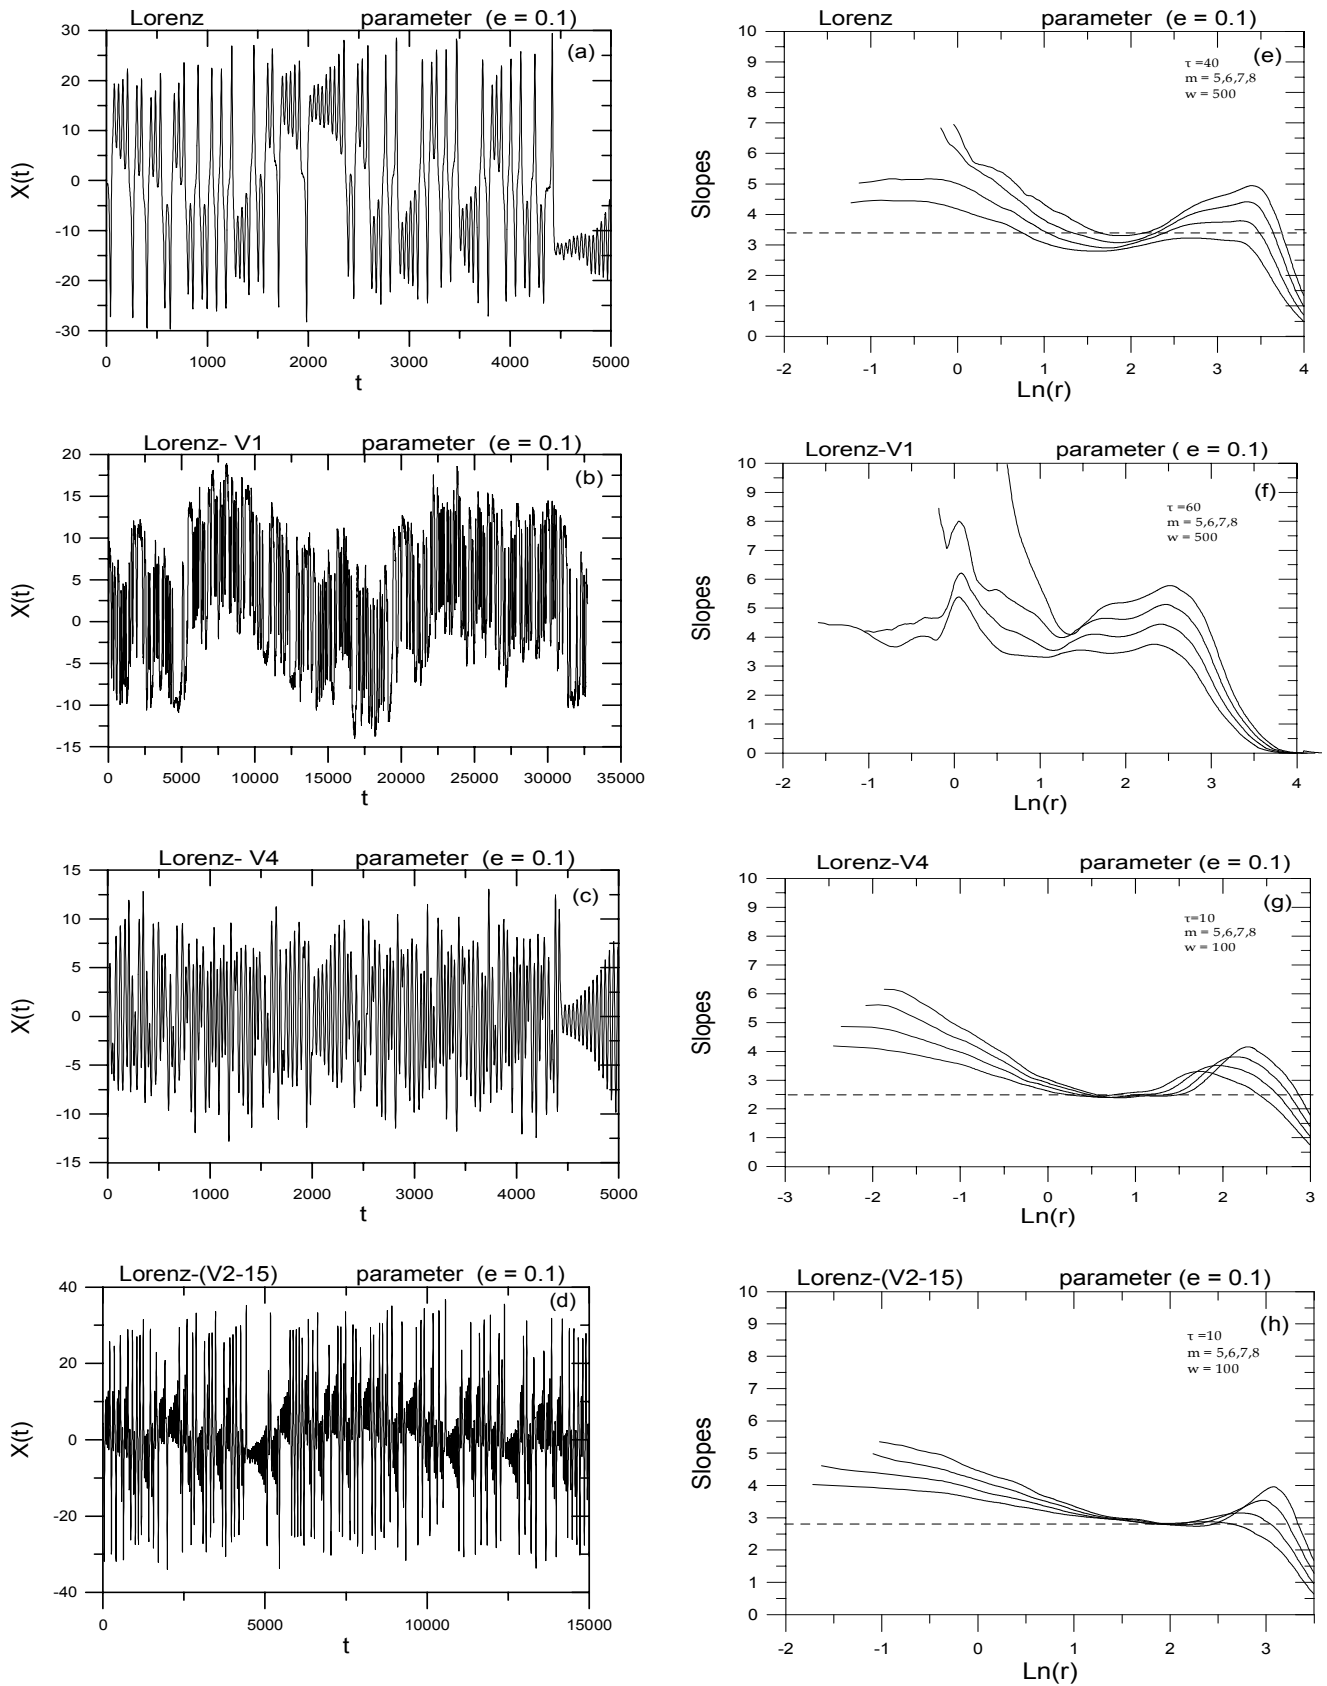 Lorenz parameter (e = 0.1)
(a)
30
20
10
0
-10
-20
-30
X(t)
0 1000 2000 3000 4000 5000
t
Lorenz parameter (e = 0.1)
(e)
τ =40
m = 5,6,7,8
w = 500
10
9
8
7
6
5
4
3
2
1
0
Slopes
-2 -1 0 1 2 3 4
Ln(r)
Lorenz- V1 parameter (e = 0.1)
(b)
20
15
10
5
0
-5
-10
-15
X(t)
0 5000 10000 15000 20000 25000 30000 35000
t
Lorenz-V1 parameter ( e = 0.1)
(f)
τ =60
m = 5,6,7,8
w = 500
10
9
8
7
6
5
4
3
2
1
0
Slopes
-2 -1 0 1 2 3 4
Ln(r)
Lorenz- V4 parameter (e = 0.1)
(c)
15
10
5
0
-5
-10
-15
X(t)
0 1000 2000 3000 4000 5000
t
Lorenz-V4 parameter (e = 0.1)
(g)
τ=10
m = 5,6,7,8
w = 100
10
9
8
7
6
5
4
3
2
1
0
Slopes
-3 -2 -1 0 1 2 3
Ln(r)
Lorenz-(V2-15) parameter (e = 0.1)
(d)
40
20
0
-20
-40
X(t)
0 5000 10000 15000
t
Lorenz-(V2-15) parameter (e = 0.1)
(h)
τ =10
m = 5,6,7,8
w = 100
10
9
8
7
6
5
4
3
2
1
0
Slopes
-2 -1 0 1 2 3
Ln(r)